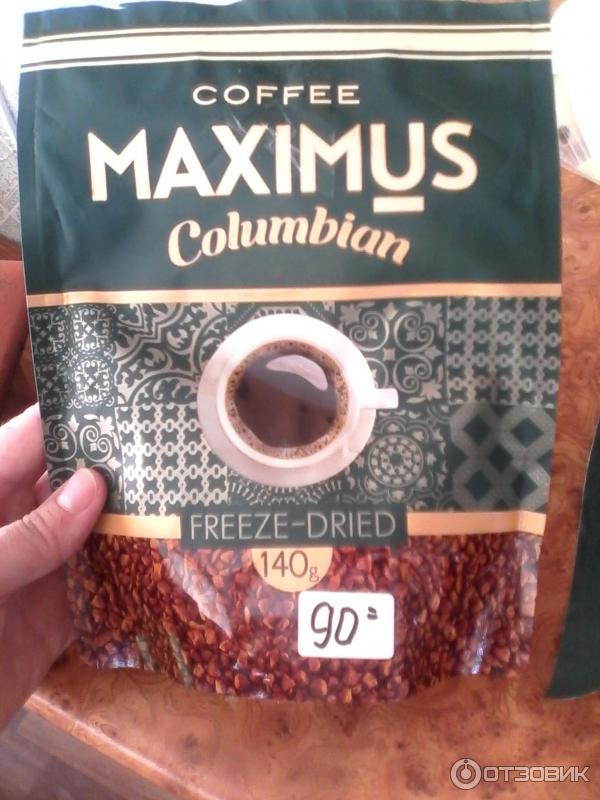 COFFEE
MAXIMUS
Columbian
FREEZE-DRIED
140g
90=
ОТЗОВИК